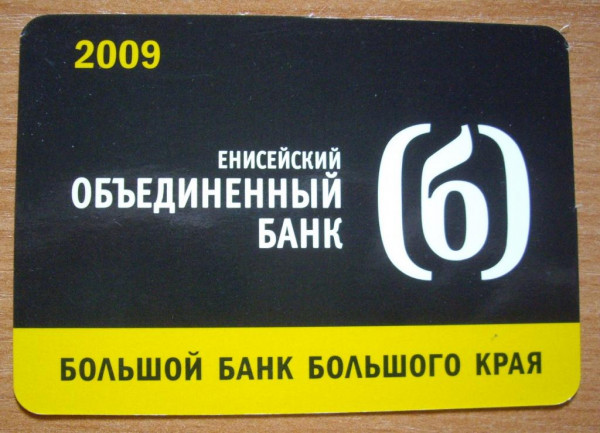 2009
ЕНИСЕЙСКИЙ
ОБЪЕДИНЕННЫЙ
БАНК
(б)
БОЛЬШОЙ БАНК БОЛЬШОГО КРАЯ